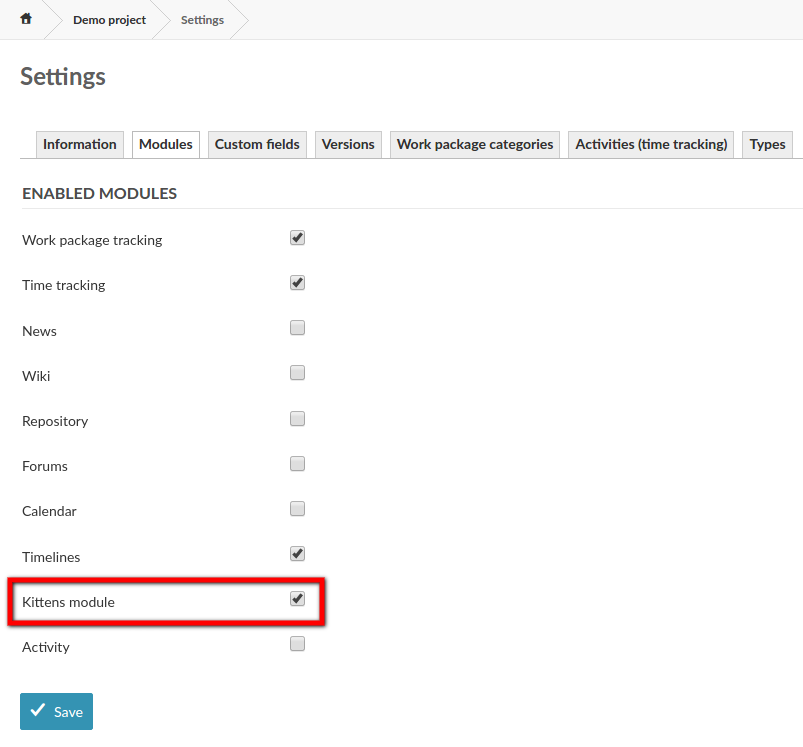 Demo project Settings
Settings
Information Modules Custom fields Versions Work package categories Activities (time tracking) Types
ENABLED MODULES
Work package tracking
Time tracking
News
Wiki
Repository
Forums
Calendar
Timelines
Kittens module
Activity
Save